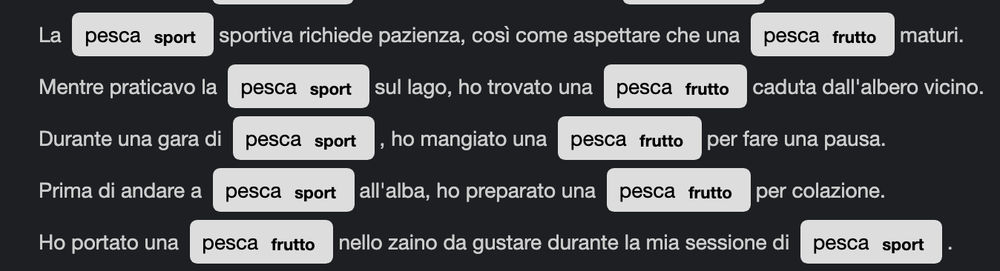 La pesca sport sportiva richiede pazienza, così come aspettare che una pesca frutto maturi.
Mentre praticavo la pesca sport sul lago, ho trovato una pesca frutto caduta dall'albero vicino.
Durante una gara di pesca sport , ho mangiato una pesca frutto per fare una pausa.
Prima di andare a pesca sport all'alba, ho preparato una pesca frutto per colazione.
Ho portato una pesca frutto nello zaino da gustare durante la mia sessione di pesca sport .